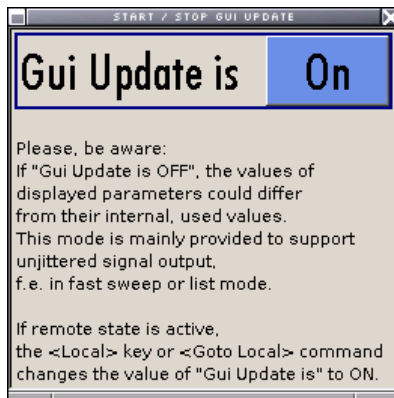 START / STOP GUI UPDATE
Gui Update is On
Please, be aware:
If "Gui Update is OFF", the values of
displayed parameters could differ
from their internal, used values.
This mode is mainly provided to support
unjittered signal output,
f.e. in fast sweep or list mode.
If remote state is active,
the <Local> key or <Goto Local> command
changes the value of "Gui Update is" to ON.